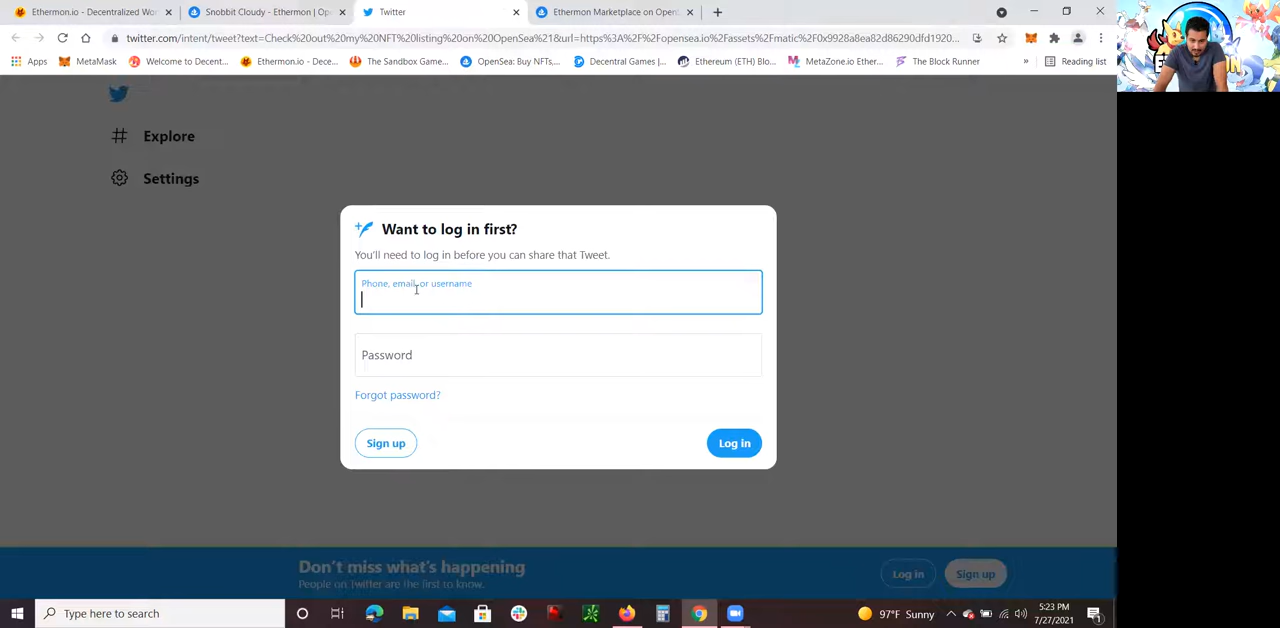 Ethermon.io - Decentralized Wor
Snobbit Cloudy - Ethermon | Ope
Twitter
Ethermon Marketplace on OpenS
twitter.com/intent/tweet?text=Check%20out%20my%20NFT%20listing%20on%20OpenSea%21&url=https%3A%2F%2Fopensea.io%2Fassets%2Fmatic%2F0x9928a8ea82d86290dfd1920...
Apps
MetaMask
Welcome to Decent...
Ethermon.io - Dece...
The Sandbox Game...
OpenSea: Buy NFTs,...
Decentral Games |...
Ethereum (ETH) Blo...
MetaZone.io Ether...
The Block Runner
»
Reading list
Explore
Settings
Want to log in first?
You'll need to log in before you can share that Tweet.
Phone, email, or username
Password
Forgot password?
Sign up
Log in
Don't miss what's happening
People on Twitter are the first to know.
Log in
Sign up
Type here to search
97°F Sunny
5:23 PM
7/27/2021
1